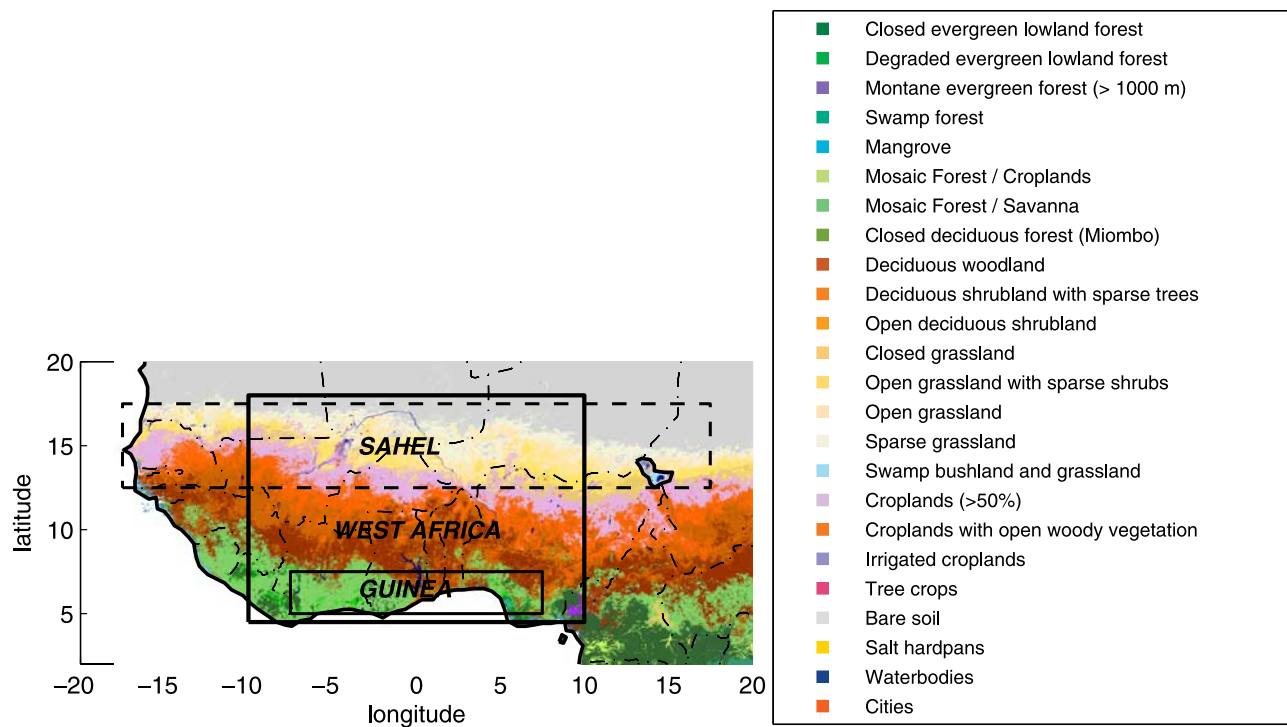 Closed evergreen lowland forest
Degraded evergreen lowland forest
Montane evergreen forest (> 1000 m)
Swamp forest
Mangrove
Mosaic Forest / Croplands
Mosaic Forest / Savanna
Closed deciduous forest (Miombo)
Deciduous woodland
Deciduous shrubland with sparse trees
Open deciduous shrubland
Closed grassland
Open grassland with sparse shrubs
Open grassland
Sparse grassland
Swamp bushland and grassland
Croplands (>50%)
Croplands with open woody vegetation
Irrigated croplands
Tree crops
Bare soil
Salt hardpans
Waterbodies
Cities
20
15
10
5
latitude
SAHEL
WEST AFRICA
GUINEA
−20 −15 −10 −5 0 5 10 15 20
longitude